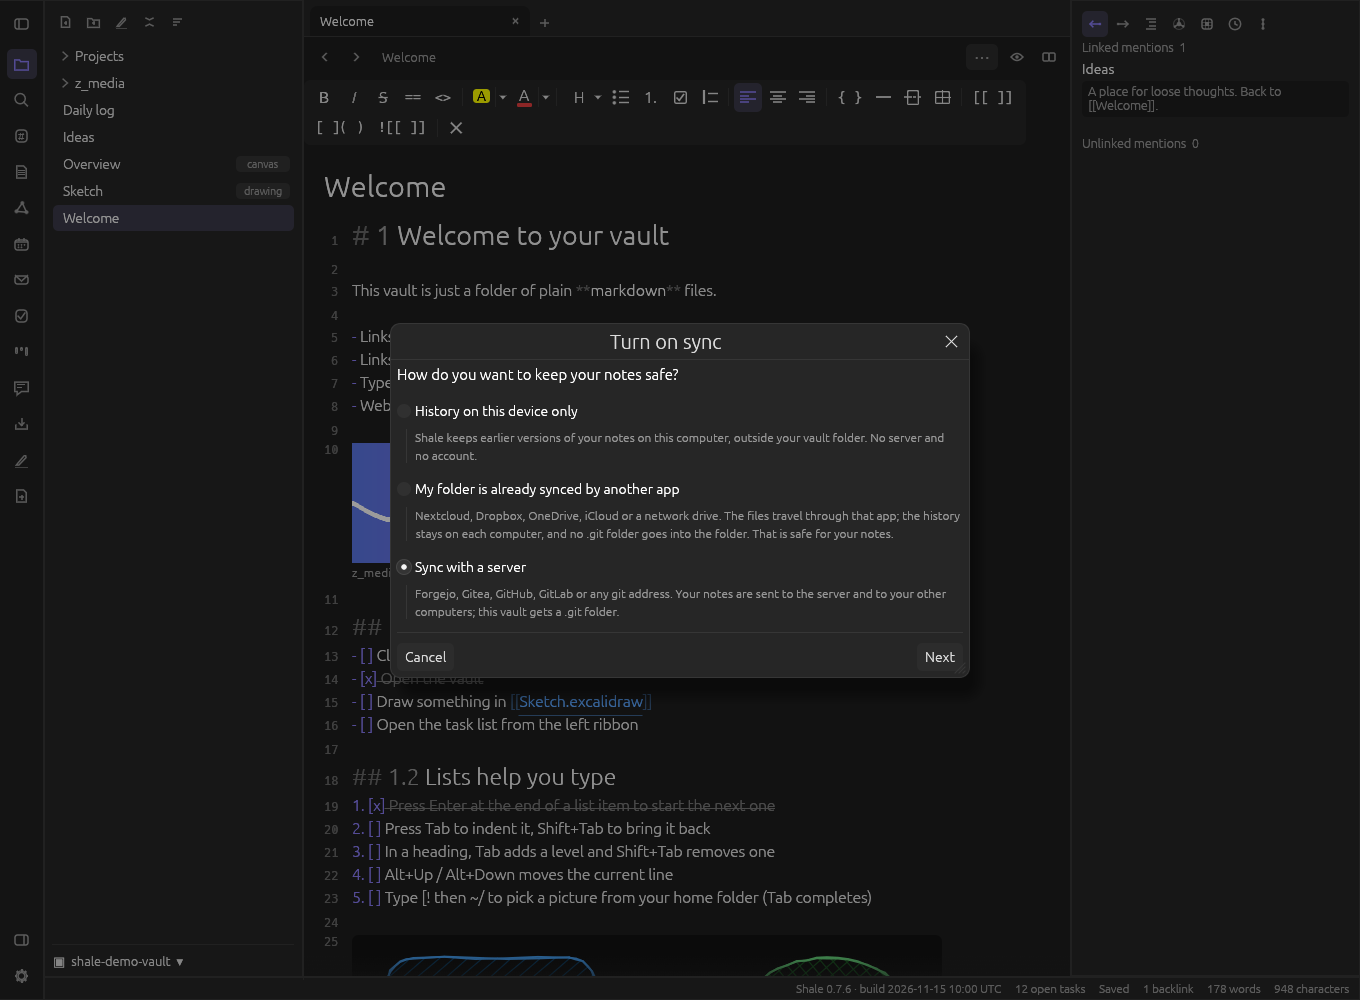 Projects
z_media
Daily log
Ideas
Overview canvas
Sketch drawing
Welcome
shale-demo-vault
Welcome
Welcome
B I S == <> A A H 1. { } — [[ ]]
[ ]( ) ![[ ]]
Welcome
1 # 1 Welcome to your vault
2
3 This vault is just a folder of plain **markdown** files.
4
5 - Links
6 - Links
7 - Type
8 - Web
9
10
z_medi
11
12 ##
13 - [ ] Cl
14 - [x] Open the vault
15 - [ ] Draw something in [[Sketch.excalidraw]]
16 - [ ] Open the task list from the left ribbon
17
18 ## 1.2 Lists help you type
19 1. [x] Press Enter at the end of a list item to start the next one
20 2. [ ] Press Tab to indent it, Shift+Tab to bring it back
21 3. [ ] In a heading, Tab adds a level and Shift+Tab removes one
22 4. [ ] Alt+Up / Alt+Down moves the current line
23 5. [ ] Type [! then ~/ to pick a picture from your home folder (Tab completes)
24
25
Turn on sync
How do you want to keep your notes safe?
History on this device only
Shale keeps earlier versions of your notes on this computer, outside your vault folder. No server and
no account.
My folder is already synced by another app
Nextcloud, Dropbox, OneDrive, iCloud or a network drive. The files travel through that app; the history
stays on each computer, and no .git folder goes into the folder. That is safe for your notes.
Sync with a server
Forgejo, Gitea, GitHub, GitLab or any git address. Your notes are sent to the server and to your other
computers; this vault gets a .git folder.
Cancel
Next
Linked mentions 1
Ideas
A place for loose thoughts. Back to
[[Welcome]].
Unlinked mentions 0
Shale 0.7.6 · build 2026-11-15 10:00 UTC 12 open tasks Saved 1 backlink 178 words 948 characters